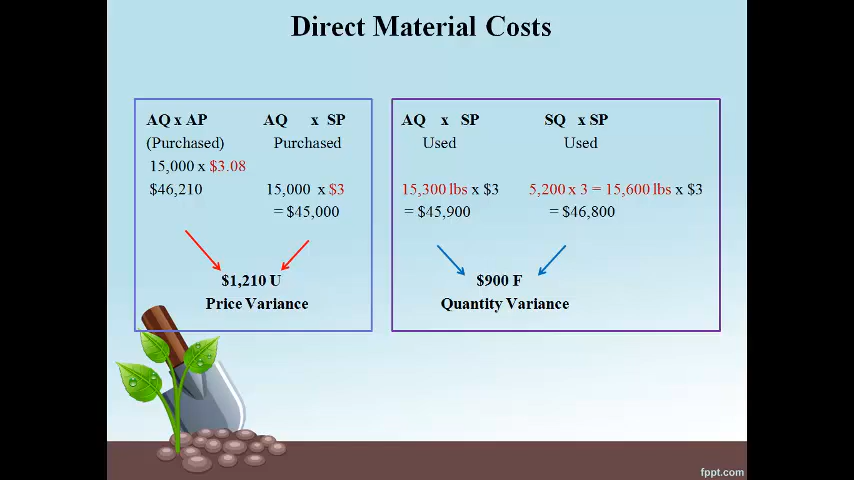 Direct Material Costs
AQ x AP
(Purchased)
15,000 x $3.08
$46,210
AQ x SP
Purchased
15,000 x $3
= $45,000
$1,210 U
Price Variance
AQ x SP
Used
15,300 lbs x $3
= $45,900
SQ x SP
Used
5,200 x 3 = 15,600 lbs x $3
= $46,800
$900 F
Quantity Variance
fppt.com